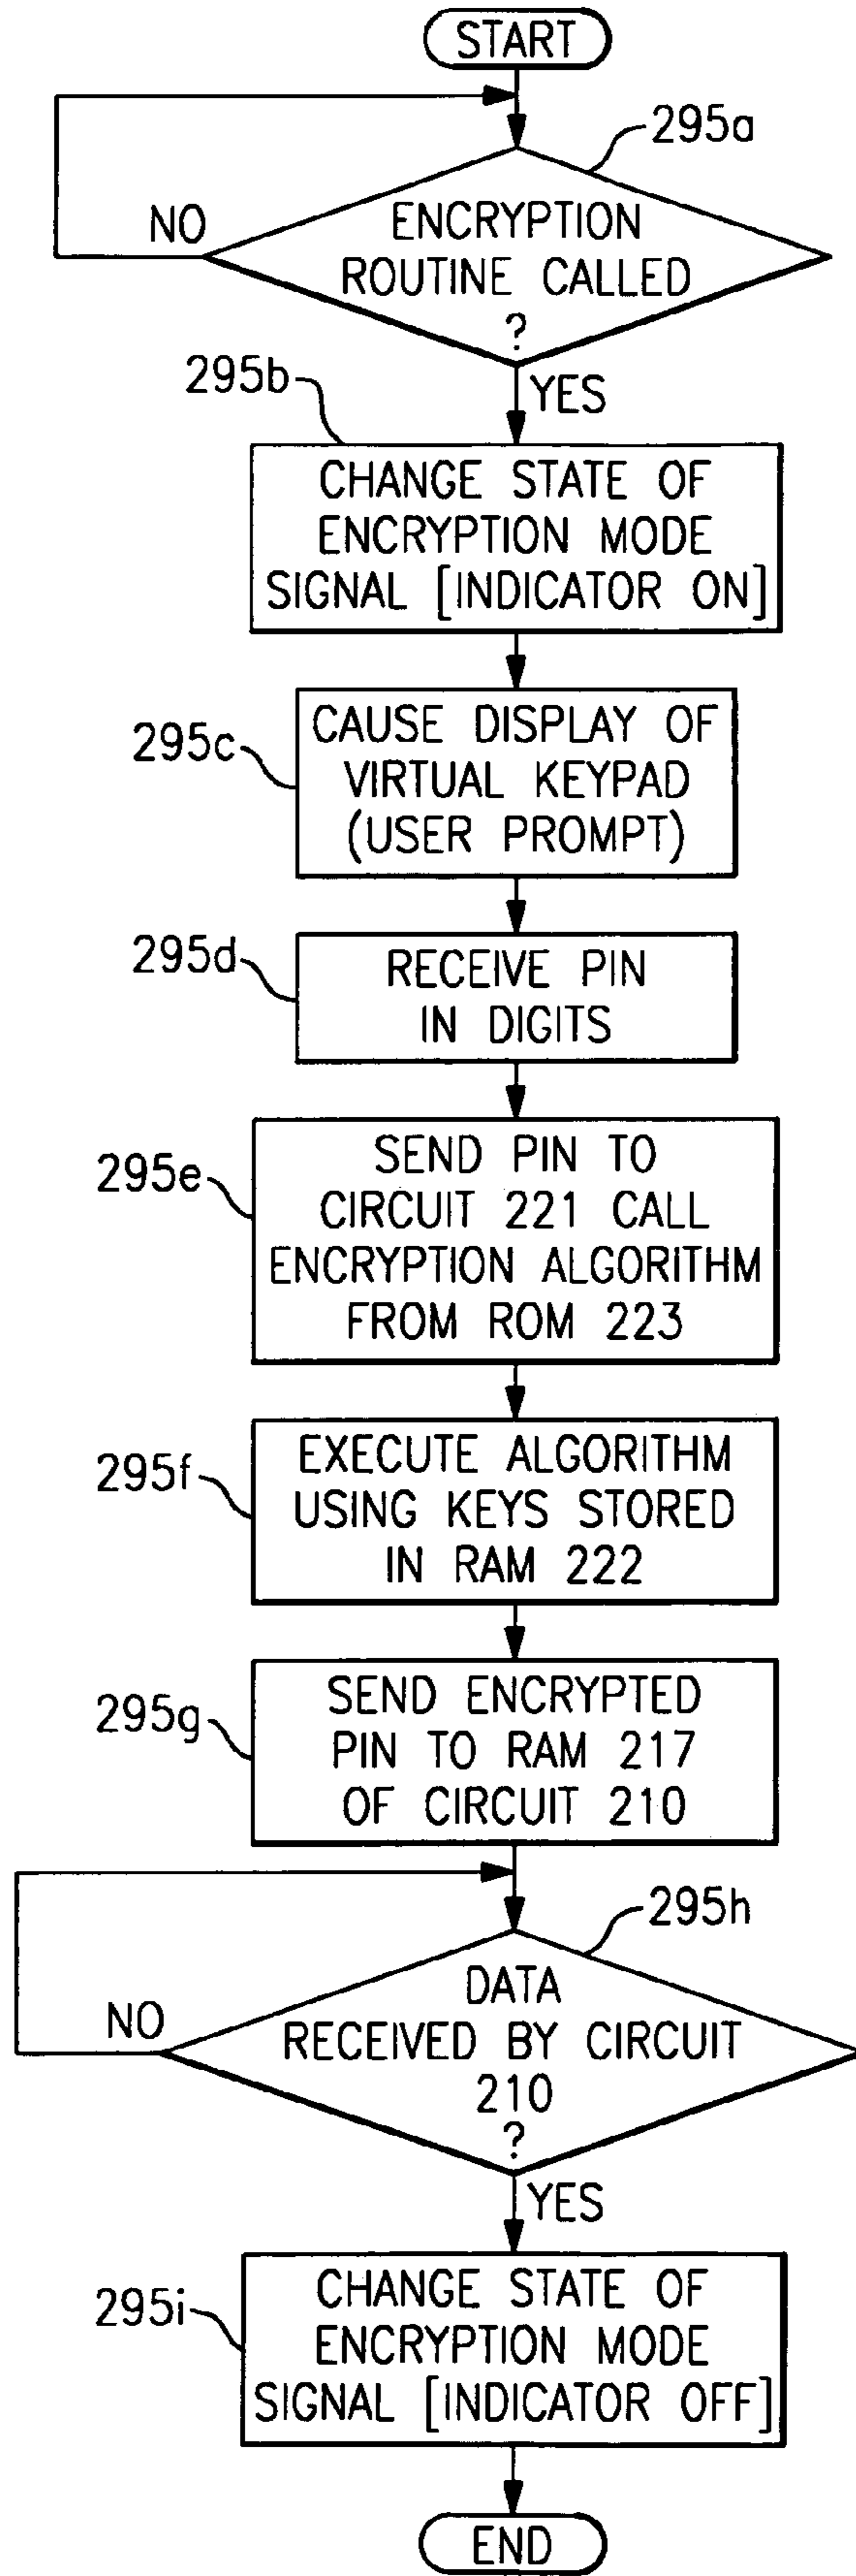 START
295a
NO
ENCRYPTION
ROUTINE CALLED
?
295b
YES
CHANGE STATE OF
ENCRYPTION MODE
SIGNAL [INDICATOR ON]
295c
CAUSE DISPLAY OF
VIRTUAL KEYPAD
(USER PROMPT)
295d
RECEIVE PIN
IN DIGITS
295e
SEND PIN TO
CIRCUIT 221 CALL
ENCRYPTION ALGORITHM
FROM ROM 223
295f
EXECUTE ALGORITHM
USING KEYS STORED
IN RAM 222
295g
SEND ENCRYPTED
PIN TO RAM 217
OF CIRCUIT 210
295h
NO
DATA
RECEIVED BY CIRCUIT
210
?
YES
295i
CHANGE STATE OF
ENCRYPTION MODE
SIGNAL [INDICATOR OFF]
END